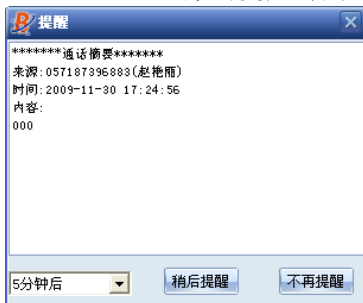 提醒
*******通话摘要*******
来源:057187396883(赵艳丽)
时间:2009-11-30 17:24:56
内容:
000
5分钟后
稍后提醒
不再提醒